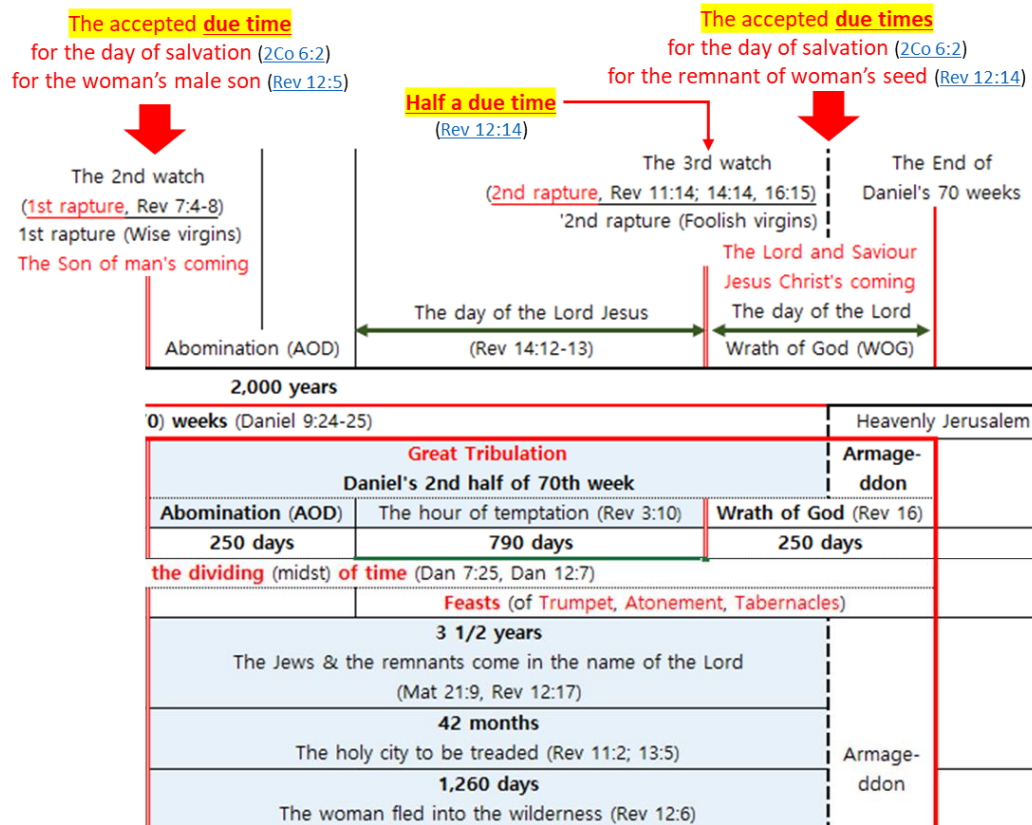 The accepted due time
for the day of salvation (2Co 6:2)
for the woman's male son (Rev 12:5)
The accepted due times
for the day of salvation (2Co 6:2)
for the remnant of woman's seed (Rev 12:14)
Half a due time
(Rev 12:14)
The 2nd watch
(1st rapture, Rev 7:4-8)
1st rapture (Wise virgins)
The Son of man's coming
The 3rd watch
(2nd rapture, Rev 11:14; 14:14, 16:15)
'2nd rapture (Foolish virgins)
The End of
Daniel's 70 weeks
The Lord and Saviour
Jesus Christ's coming
The day of the Lord Jesus
The day of the Lord
Abomination (AOD)
(Rev 14:12-13)
Wrath of God (WOG)
2,000 years
'0) weeks (Daniel 9:24-25)
Heavenly Jerusalem
Great Tribulation
Daniel's 2nd half of 70th week
Armage-
ddon
Abomination (AOD)
The hour of temptation (Rev 3:10)
Wrath of God (Rev 16)
250 days
790 days
250 days
the dividing (midst) of time (Dan 7:25, Dan 12:7)
Feasts (of Trumpet, Atonement, Tabernacles)
3 1/2 years
The Jews & the remnants come in the name of the Lord
(Mat 21:9, Rev 12:17)
42 months
The holy city to be treaded (Rev 11:2; 13:5)
Armage-
ddon
1,260 days
The woman fled into the wilderness (Rev 12:6)